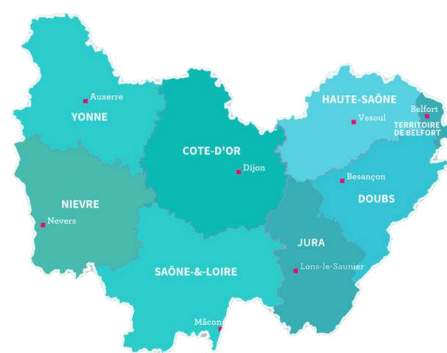 Auxerre
YONNE
HAUTE-SAÔNE
Belfort
Vesoul
TERRITOIRE
DE BELFORT
COTE-D'OR
Dijon
Besançon
DOUBS
NIEVRE
Nevers
JURA
SAÔNE-&-LOIRE
Lons-le-Saunier
Mâcon